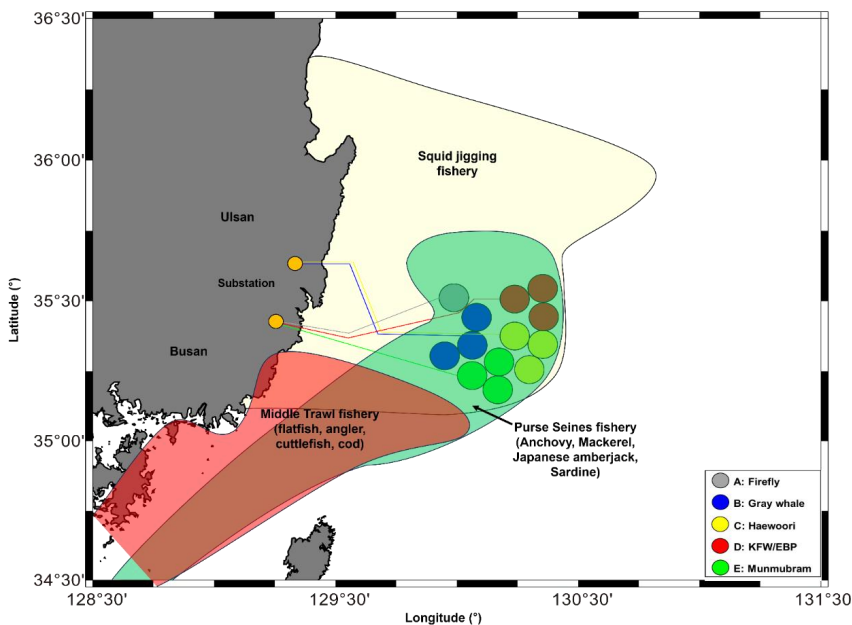 36°30'
36°00'
35°30'
35°00'
34°30'
Latitude (°)
Squid jigging
fishery
Ulsan
Substation
Busan
Middle Trawl fishery
(flatfish, angler,
cuttlefish, cod)
Purse Seines fishery
(Anchovy, Mackerel,
Japanese amberjack,
Sardine)
A: Firefly
B: Gray whale
C: Haewoori
D: KFW/EBP
E: Munmubram
128°30'
129°30'
130°30'
131°30'
Longitude (°)